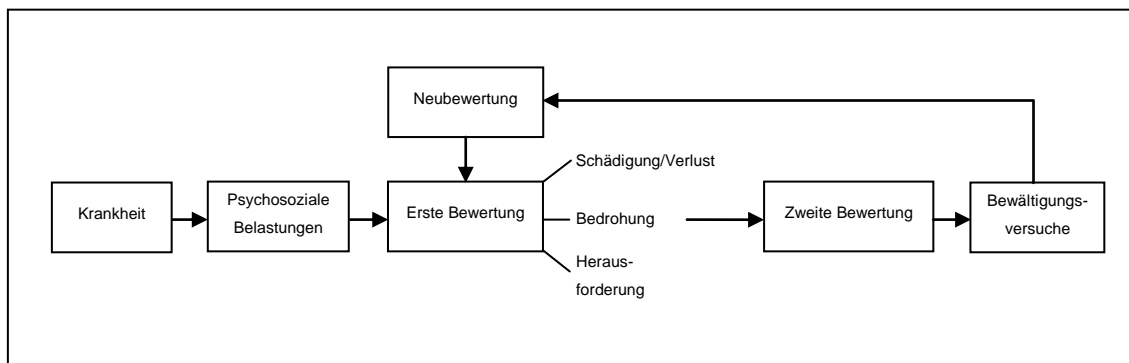 Neubewertung
Krankheit
Psychosoziale
Belastungen
Erste Bewertung
Schädigung/Verlust
Bedrohung
Heraus-
forderung
Zweite Bewertung
Bewältigungs-
versuche